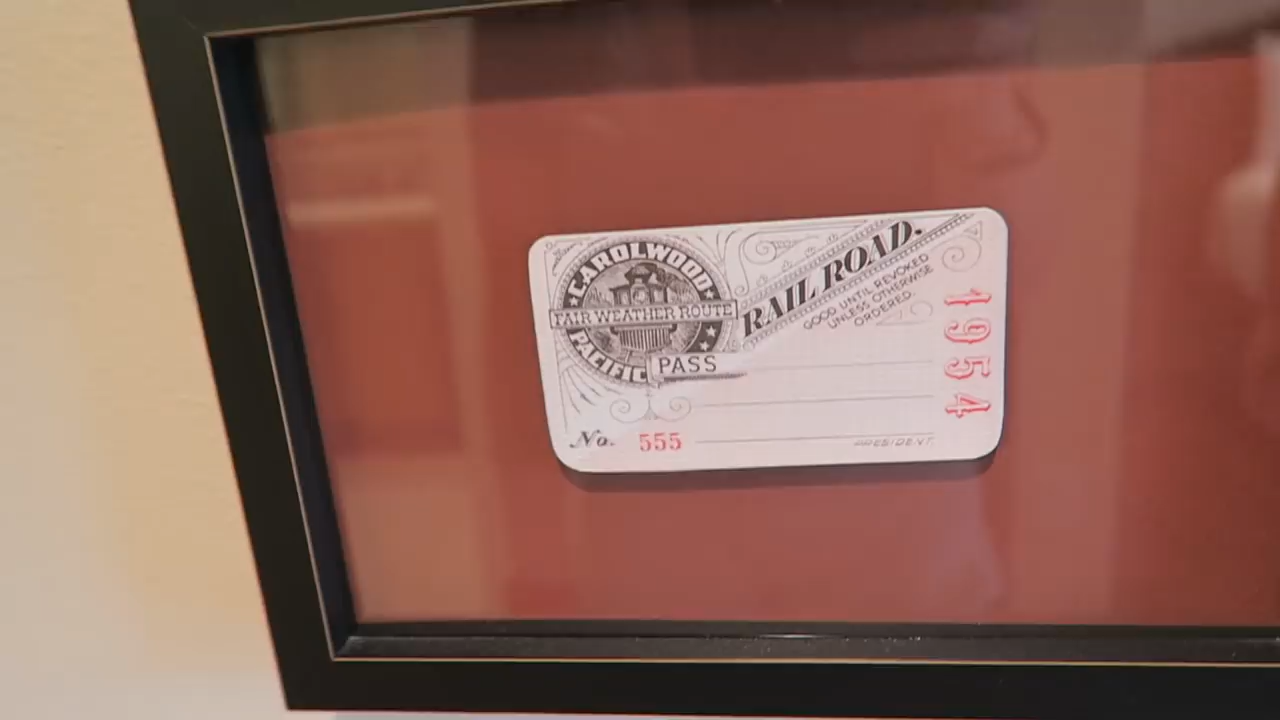 CAROLWOOD
FAIR WEATHER ROUTE
PACIFIC
RAIL ROAD.
GOOD UNTIL REVOKED
UNLESS OTHERWISE
ORDERED.
PASS
No. 555
PRESIDENT
1954